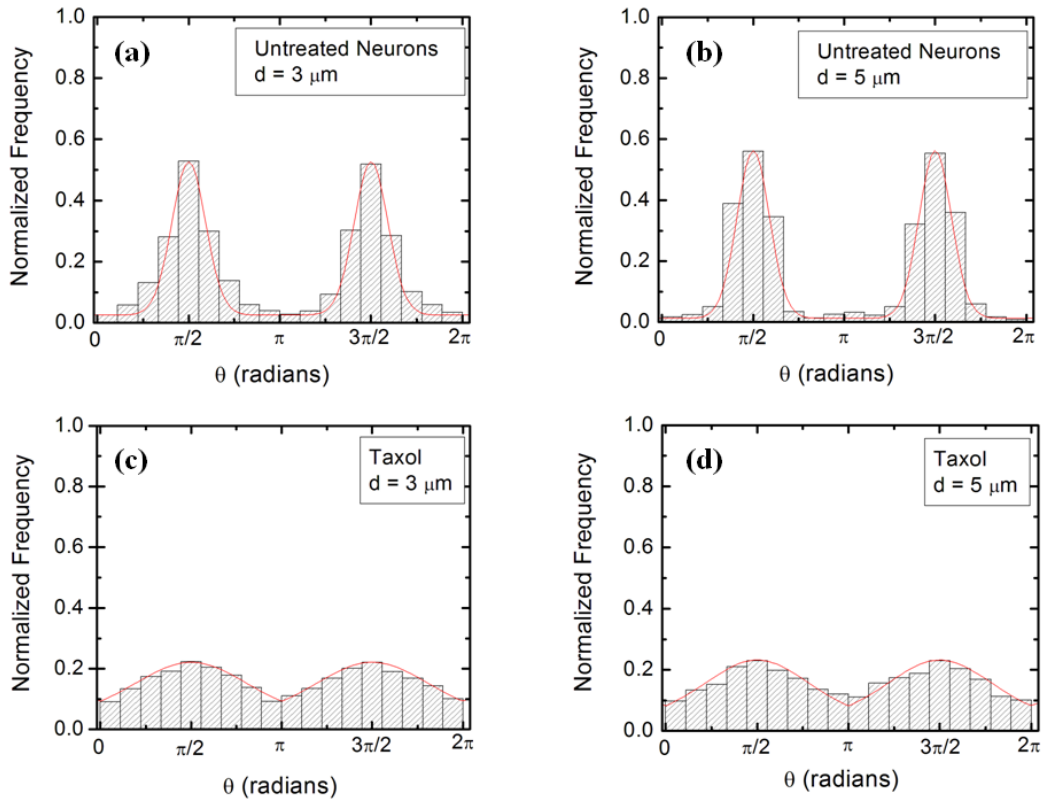 (a)
Untreated Neurons
d = 3 μm
Normalized Frequency
1.0
0.8
0.6
0.4
0.2
0.0
0 π/2 π 3π/2 2π
θ (radians)
(b)
Untreated Neurons
d = 5 μm
Normalized Frequency
1.0
0.8
0.6
0.4
0.2
0.0
0 π/2 π 3π/2 2π
θ (radians)
(c)
Taxol
d = 3 μm
Normalized Frequency
1.0
0.8
0.6
0.4
0.2
0.0
0 π/2 π 3π/2 2π
θ (radians)
(d)
Taxol
d = 5 μm
Normalized Frequency
1.0
0.8
0.6
0.4
0.2
0.0
0 π/2 π 3π/2 2π
θ (radians)